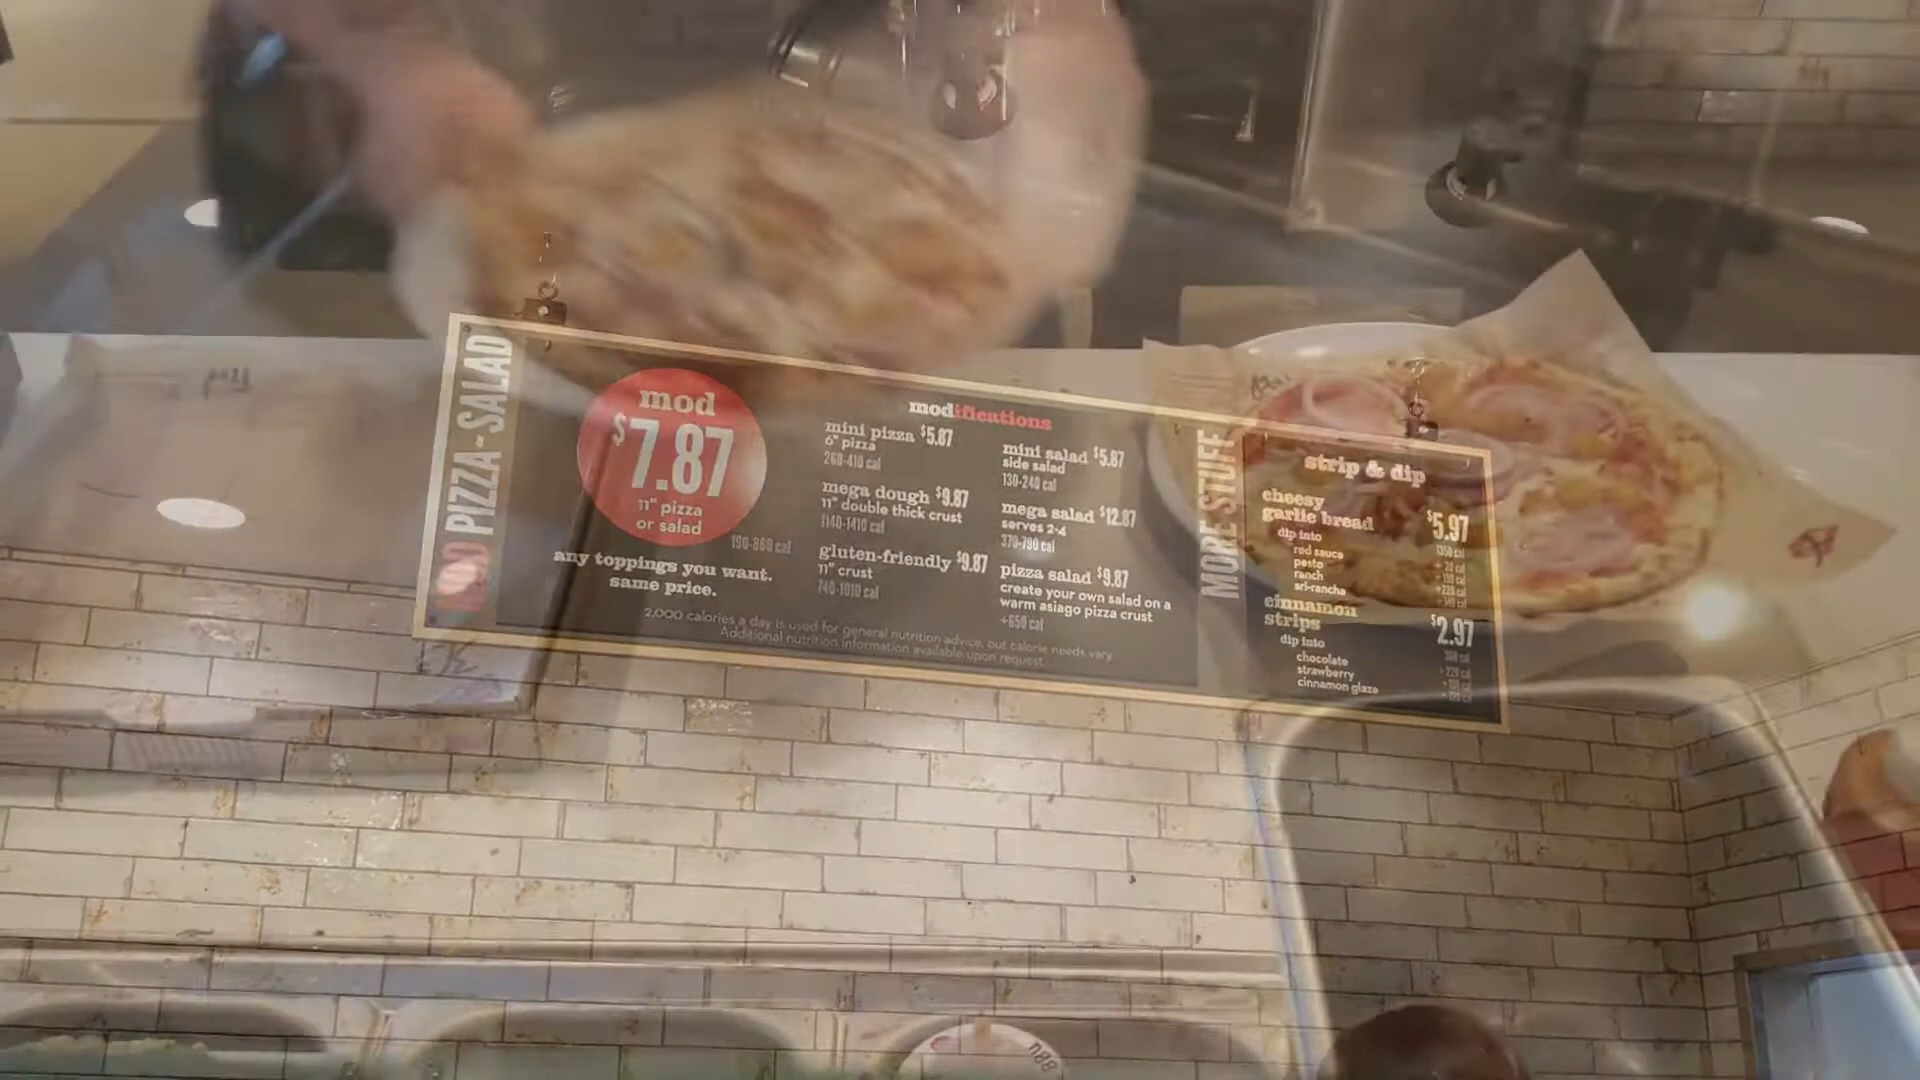 MOD PIZZA-SALAD
mod
$7.87
11" pizza
or salad
190-860 cal
any toppings you want.
same price.
modifications
mini pizza $5.87
6" pizza
260-410 cal
mega dough $9.87
11" double thick crust
1140-1410 cal
gluten-friendly $9.87
11" crust
740-1010 cal
mini salad $5.87
side salad
130-240 cal
mega salad $12.87
serves 2-4
370-790 cal
pizza salad $9.87
create your own salad on a
warm asiago pizza crust
+650 cal
2,000 calories a day is used for general nutrition advice, but calorie needs vary.
Additional nutrition information available upon request.
MORE STUFF
strip & dip
cheesy
garlic bread $5.97
dip into
red sauce
pesto
ranch
sri-rancha
cinnamon
strips $2.97
dip into
chocolate
strawberry
cinnamon glaze
BBQ